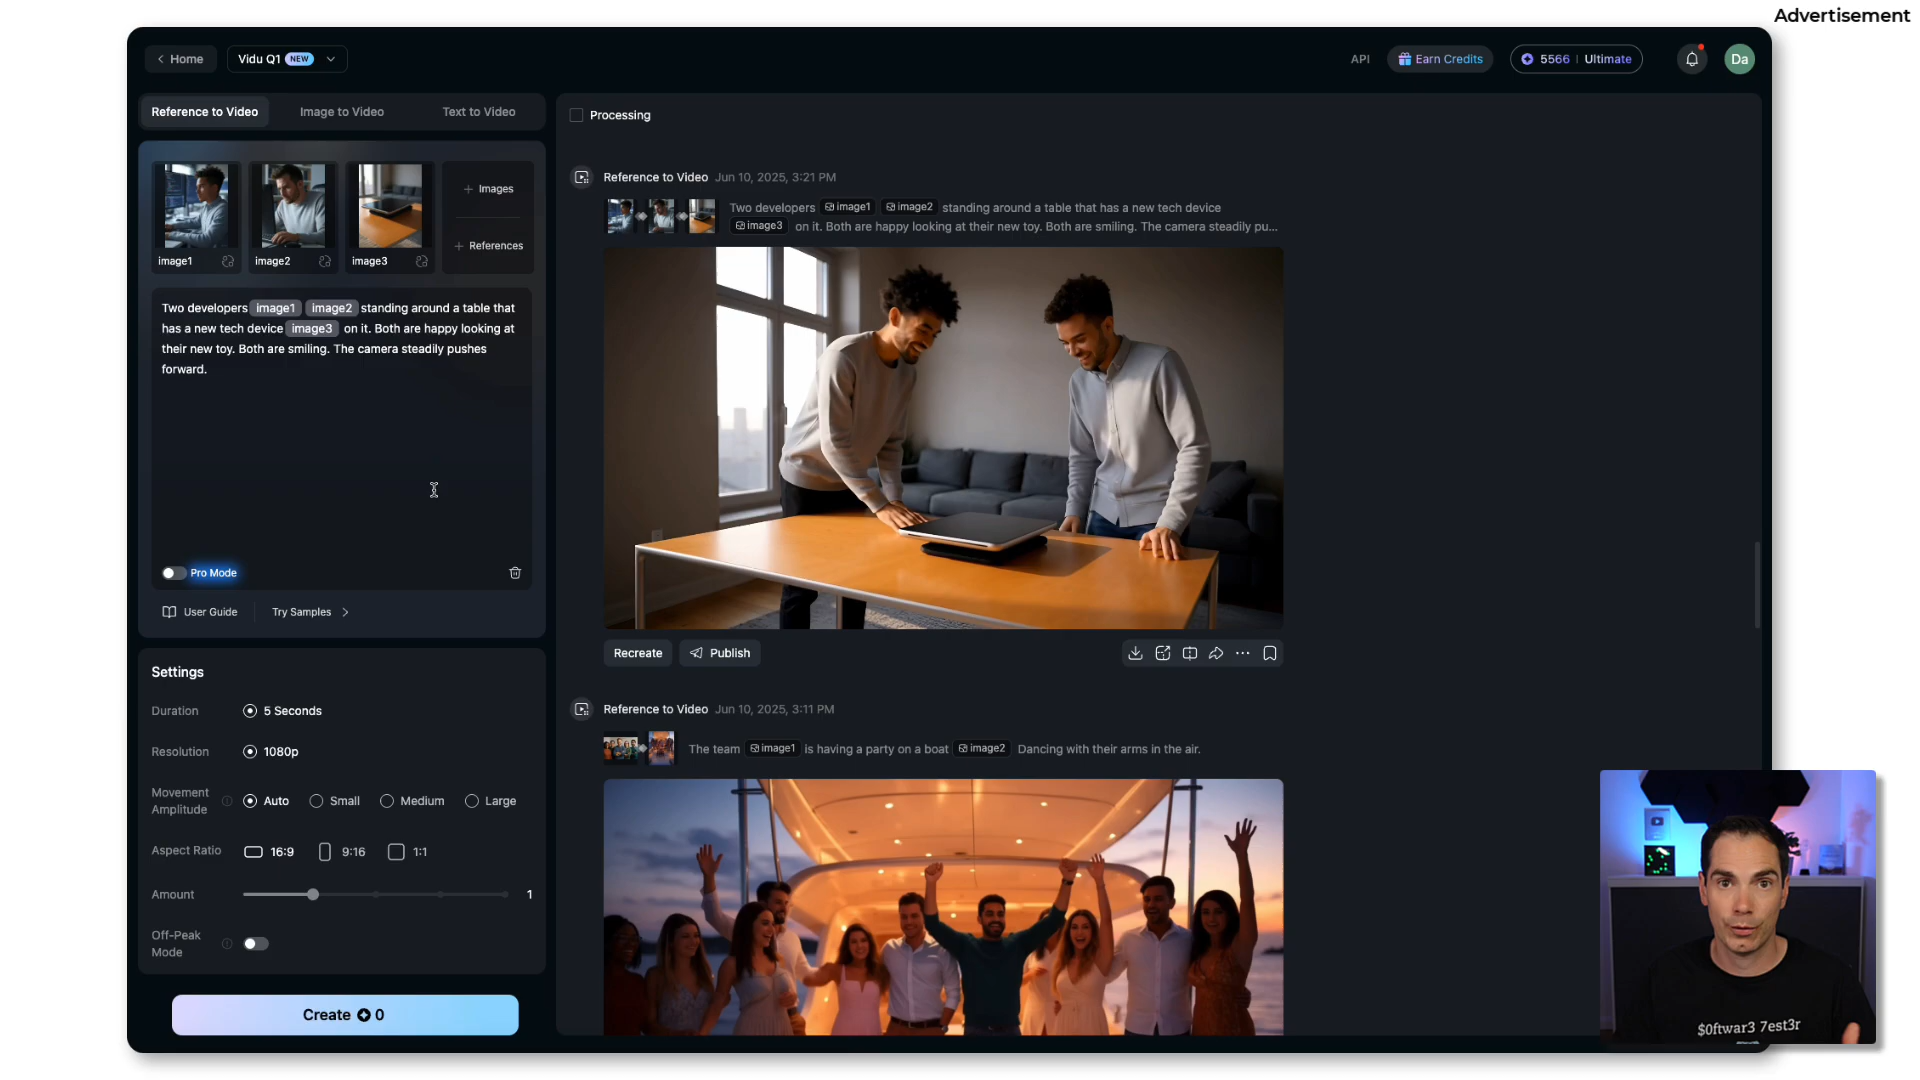 Advertisement
Home
Vidu Q1 NEW
API
Earn Credits
5566 | Ultimate
Da
Reference to Video
Image to Video
Text to Video
image1
image2
image3
+ Images
+ References
Two developers image1 image2 standing around a table that
has a new tech device image3 on it. Both are happy looking at
their new toy. Both are smiling. The camera steadily pushes
forward.
Pro Mode
User Guide
Try Samples
Settings
Duration
5 Seconds
Resolution
1080p
Movement
Amplitude
Auto
Small
Medium
Large
Aspect Ratio
16:9
9:16
1:1
Amount
1
Off-Peak
Mode
Create 0
Processing
Reference to Video Jun 10, 2025, 3:21 PM
Two developers image1 image2 standing around a table that has a new tech device
image3 on it. Both are happy looking at their new toy. Both are smiling. The camera steadily pu...
Recreate
Publish
Reference to Video Jun 10, 2025, 3:11 PM
The team image1 is having a party on a boat image2 Dancing with their arms in the air.
$0ftwar3 7est3r